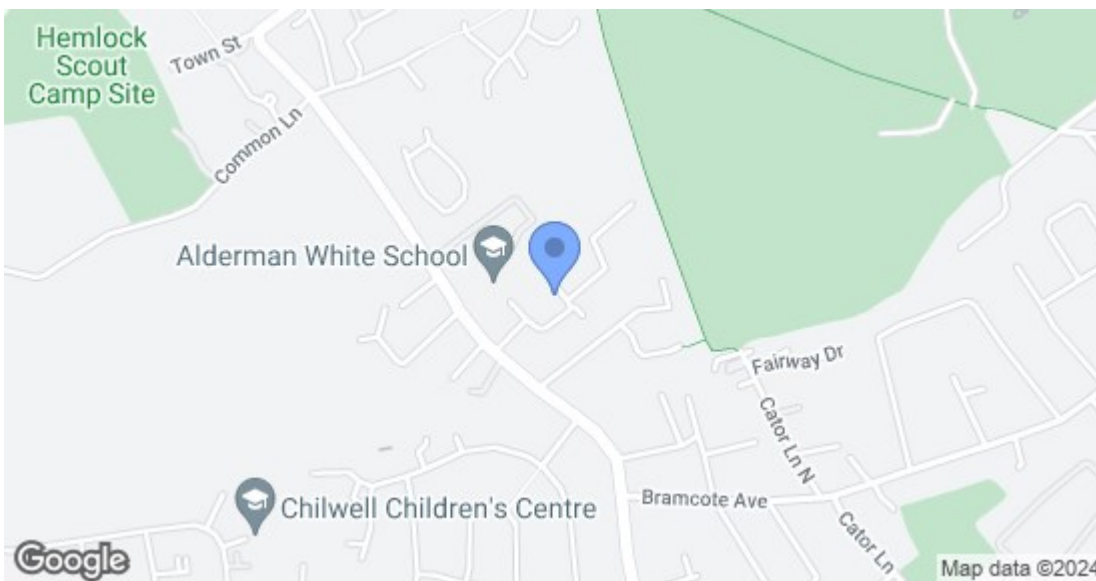 Hemlock
Scout
Camp Site
Town St
Common Ln
Alderman White School
Fairway Dr
Cator Ln N
Bramcote Ave
Chilwell Children's Centre
Cator Ln
Google
Map data ©2024